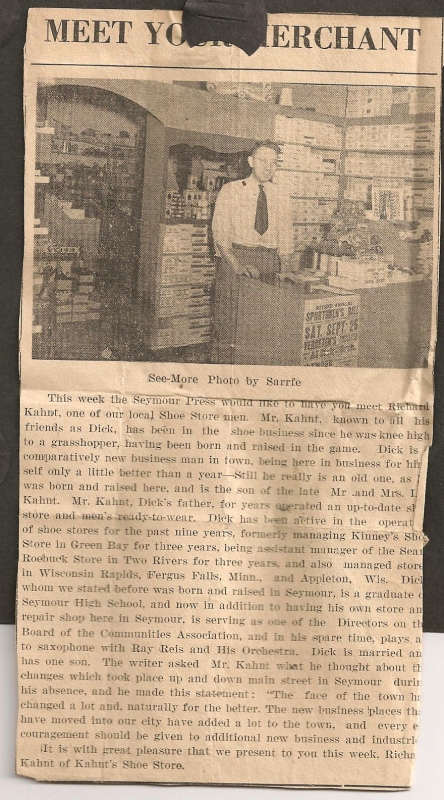 MEET YO MERCHANT
SPORTSMEN'S
SAT. SEPT. 25
See-More Photo by Sarrfe
This week the Seymour Press would like to have you meet Richard
Kahnt, one of our local Shoe Store men. Mr. Kahnt, known to all his
friends as Dick, has been in the shoe business since he was knee high
to a grasshopper, having been born and raised in the game. Dick is
comparatively new business man in town, being here in business for hi
self only a little better than a year—Still he really is an old one, as
was born and raised here, and is the son of the late Mr .and Mrs.
Kahnt. Mr. Kahnt, Dick's father, for years operated an up-to-date sh
store and men's ready-to-wear. Dick has been active in the operat
of shoe stores for the past nine years, formerly managing Kinney's Sho
Store in Green Bay for three years, being assistant manager of the Sear
Roebuck Store in Two Rivers for three years, and also managed store
in Wisconsin Rapids, Fergus Falls, Minn., and Appleton, Wis. Dic
whom we stated before was born and raised in Seymour, is a graduate
Seymour High School, and now in addition to having his own store an
repair shop here in Seymour, is serving as one of the Directors on th
Board of the Communities Association, and in his spare time, plays a
to saxophone with Ray Reis and His Orchestra. Dick is married an
has one son. The writer asked Mr. Kahnt what he thought about th
changes which took place up and down main street in Seymour durin
his absence, and he made this statement: "The face of the town h
changed a lot and, naturally for the better. The new business places tha
have moved into our city have added a lot to the town, and every e
couragement should be given to additional new business and industri
It is with great pleasure that we present to you this week, Richa
Kahnt of Kahnt's Shoe Store.